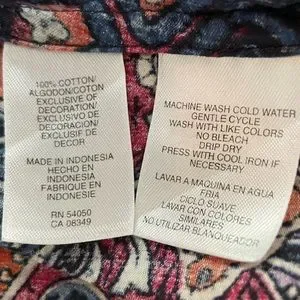 100% COTTON/
ALGODON/COTON
EXCLUSIVE OF
DECORATION/
EXCLUSIVO DE
DECORACION/
EXCLUSIF DE
DECOR
MADE IN INDONESIA
HECHO EN
INDONESIA
FABRIQUE EN
INDONESIE
RN 54050
CA 08349
MACHINE WASH COLD WATER
GENTLE CYCLE
WASH WITH LIKE COLORS
NO BLEACH
DRIP DRY
PRESS WITH COOL IRON IF
NECESSARY
LAVAR A MAQUINA EN AGUA
FRIA
CICLO SUAVE
LAVAR CON COLORES
SIMILARES
NO UTILIZAR BLANQUEADOR